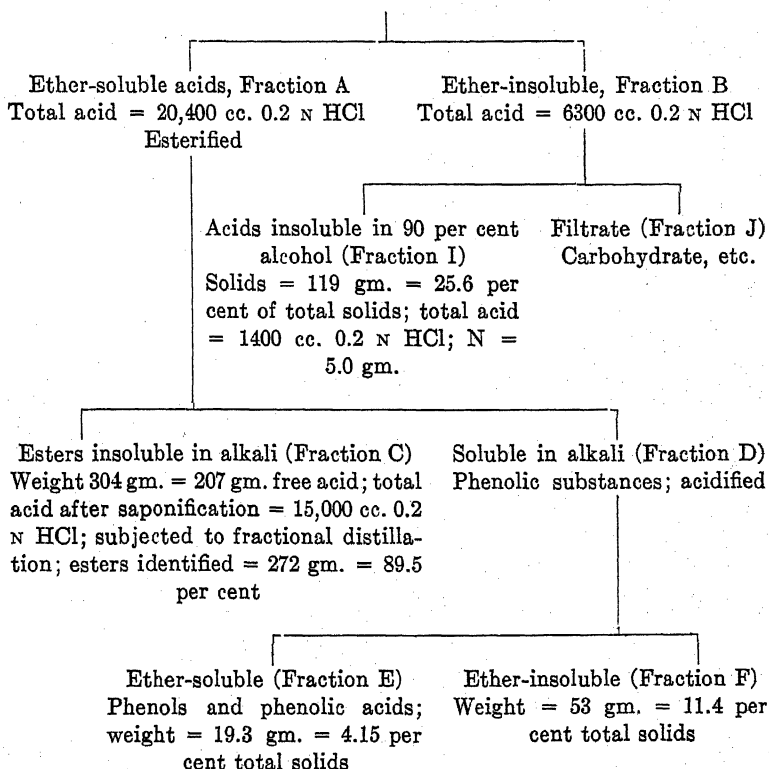 Ether-soluble acids, Fraction A
Total acid = 20,400 cc. 0.2 N HCl
Esterified
Ether-insoluble, Fraction B
Total acid = 6300 cc. 0.2 N HCl
Acids insoluble in 90 per cent
alcohol (Fraction I)
Solids = 119 gm. = 25.6 per
cent of total solids; total acid
= 1400 cc. 0.2 N HCl; N =
5.0 gm.
Filtrate (Fraction J)
Carbohydrate, etc.
Esters insoluble in alkali (Fraction C)
Weight 304 gm. = 207 gm. free acid; total
acid after saponification = 15,000 cc. 0.2
N HCl; subjected to fractional distilla-
tion; esters identified = 272 gm. = 89.5
per cent
Soluble in alkali (Fraction D)
Phenolic substances; acidified
Ether-soluble (Fraction E)
Phenols and phenolic acids;
weight = 19.3 gm. = 4.15 per
cent total solids
Ether-insoluble (Fraction F)
Weight = 53 gm. = 11.4 per
cent total solids